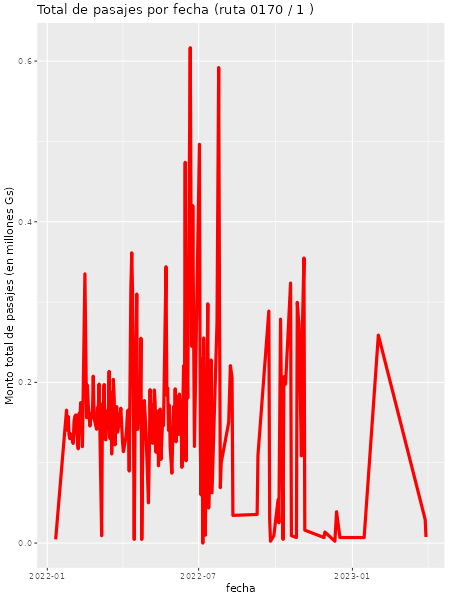 Total de pasajes por fecha (ruta 0170 / 1 )
Monto total de pasajes (en millones Gs)
0.6
0.4
0.2
0.0
2022-01
2022-07
2023-01
fecha